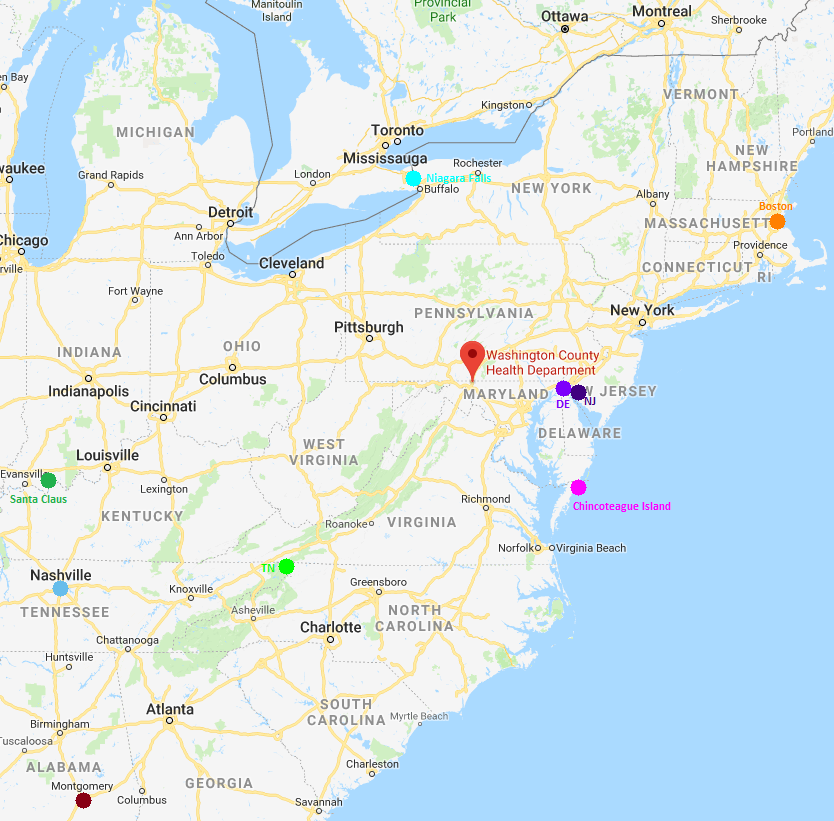 Manitoulin
Island
Provincial
Park
Ottawa
Montreal
Sherbrooke
en Bay
Kingston
VERMONT
MICHIGAN
Toronto
Portland
NEW
HAMPSHIRE
Mississauga
waukee
Rochester
Grand Rapids
London
Niagara Falls
Buffalo
NEW YORK
Albany
Boston
Detroit
MASSACHUSETT
Ann Arbor
Chicago
Providence
rville
Toledo
Cleveland
CONNECTICUT
RI
Fort Wayne
New York
PENNSYLVANIA
Pittsburgh
OHIO
INDIANA
Washington County
Health Department
Columbus
Indianapolis
MARYLAND
W JERSEY
DE
NJ
Cincinnati
DELAWARE
WEST
VIRGINIA
Louisville
Evansville
Lexington
Santa Claus
Richmond
Chincoteague Island
KENTUCKY
Roanoke
VIRGINIA
Norfolk
Virginia Beach
TN
Nashville
Greensboro
Knoxville
TENNESSEE
Asheville
NORTH
CAROLINA
Charlotte
Chattanooga
Huntsville
Atlanta
SOUTH
CAROLINA
Myrtle Beach
Birmingham
Tuscaloosa
Charleston
ALABAMA
GEORGIA
Montgomery
Columbus
Savannah